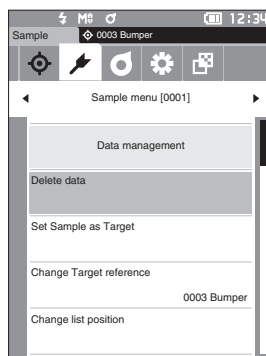 M 12:34
Sample 0003 Bumper
Sample menu [0001]
Data management
Delete data
Set Sample as Target
Change Target reference
0003 Bumper
Change list position